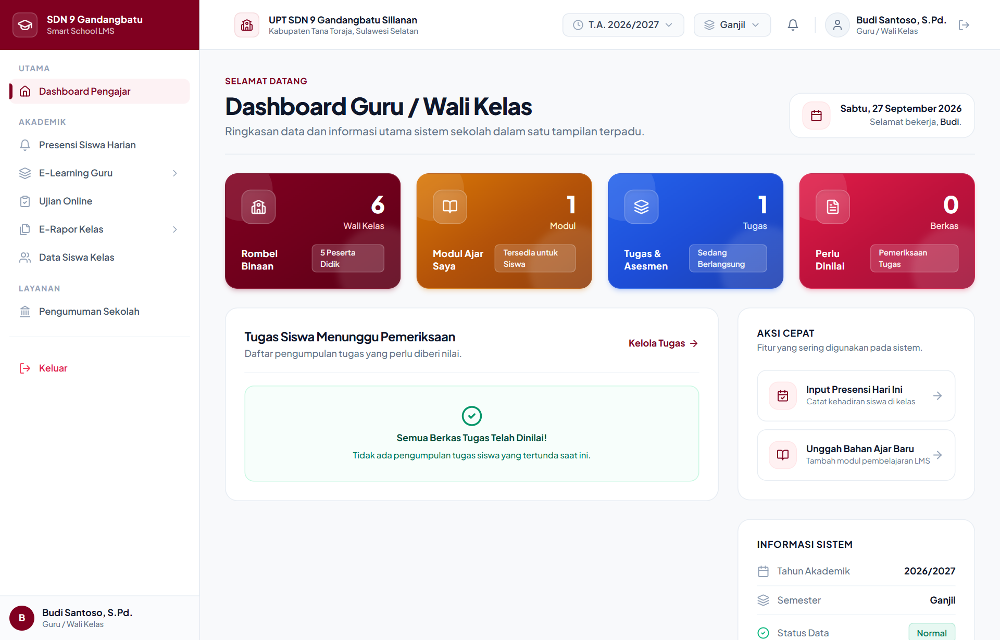 SDN 9 Gandangbatu
Smart School LMS
UTAMA
Dashboard Pengajar
AKADEMIK
Presensi Siswa Harian
E-Learning Guru
Ujian Online
E-Rapor Kelas
Data Siswa Kelas
LAYANAN
Pengumuman Sekolah
Keluar
B
Budi Santoso, S.Pd.
Guru / Wali Kelas
UPT SDN 9 Gandangbatu Sillanan
Kabupaten Tana Toraja, Sulawesi Selatan
T.A. 2026/2027
Ganjil
Budi Santoso, S.Pd.
Guru / Wali Kelas
SELAMAT DATANG
Dashboard Guru / Wali Kelas
Ringkasan data dan informasi utama sistem sekolah dalam satu tampilan terpadu.
Sabtu, 27 September 2026
Selamat bekerja, Budi.
6
Wali Kelas
Rombel
Binaan
5 Peserta
Didik
1
Modul
Modul Ajar
Saya
Tersedia untuk
Siswa
1
Tugas
Tugas &
Asesmen
Sedang
Berlangsung
0
Berkas
Perlu
Dinilai
Pemeriksaan
Tugas
Tugas Siswa Menunggu Pemeriksaan
Daftar pengumpulan tugas yang perlu diberi nilai.
Kelola Tugas
Semua Berkas Tugas Telah Dinilai!
Tidak ada pengumpulan tugas siswa yang tertunda saat ini.
AKSI CEPAT
Fitur yang sering digunakan pada sistem.
Input Presensi Hari Ini
Catat kehadiran siswa di kelas
Unggah Bahan Ajar Baru
Tambah modul pembelajaran LMS
INFORMASI SISTEM
Tahun Akademik
2026/2027
Semester
Ganjil
Status Data
Normal